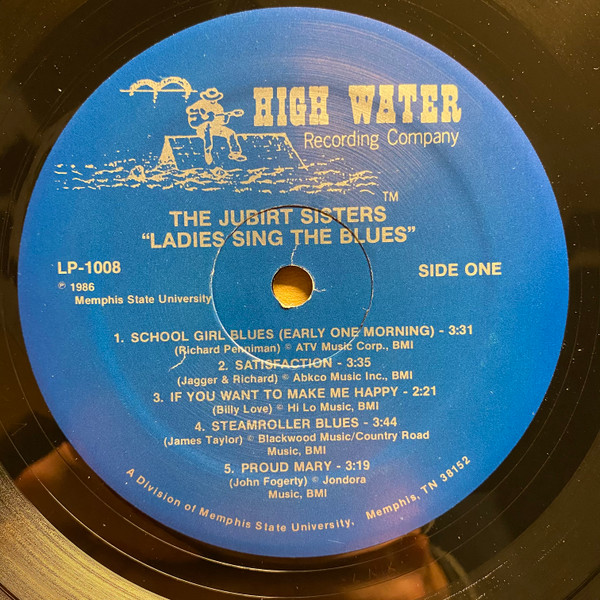 HIGH WATER
Recording Company
TM
THE JUBIRT SISTERS
"LADIES SING THE BLUES"
LP-1008
SIDE ONE
℗ 1986
Memphis State University
1. SCHOOL GIRL BLUES (EARLY ONE MORNING) - 3:31
(Richard Penniman) © ATV Music Corp., BMI
2. SATISFACTION - 3:35
(Jagger & Richard) © Abkco Music Inc., BMI
3. IF YOU WANT TO MAKE ME HAPPY - 2:21
(Billy Love) © Hi Lo Music, BMI
4. STEAMROLLER BLUES - 3:44
(James Taylor) © Blackwood Music/Country Road
Music, BMI
5. PROUD MARY - 3:19
(John Fogerty) © Jondora
Music, BMI
A Division of Memphis State University, Memphis, TN 38152